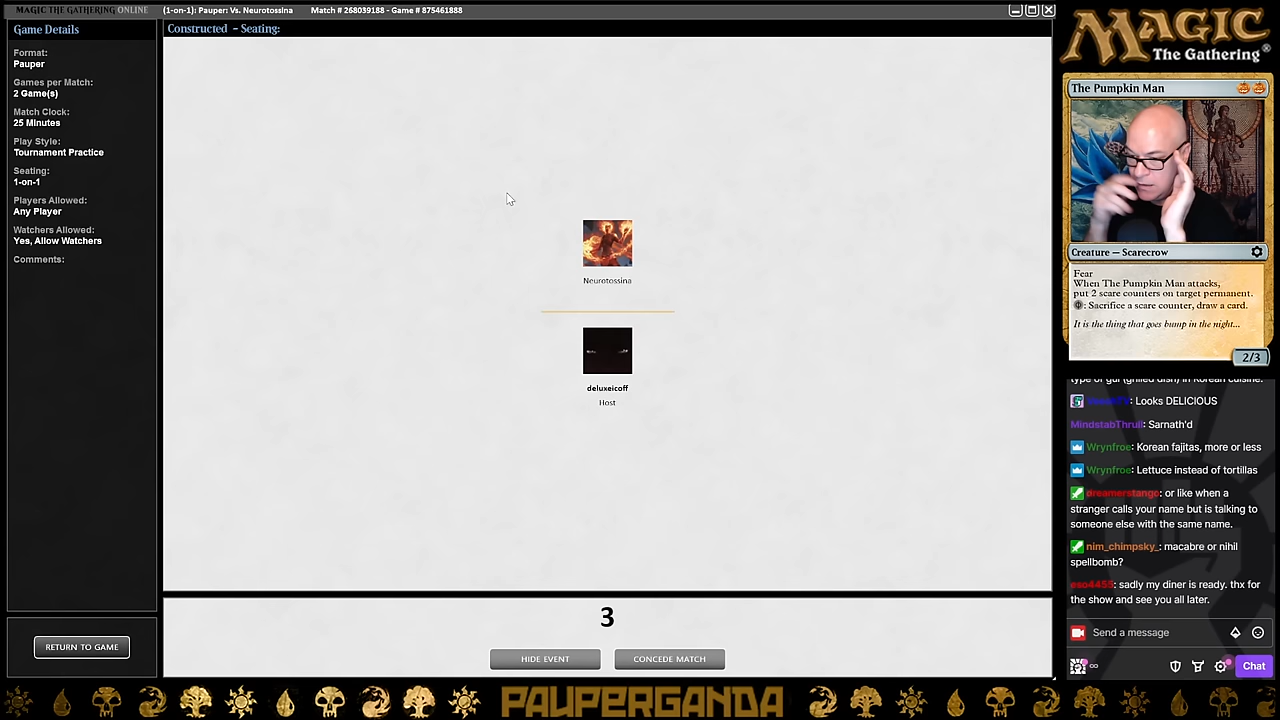 MAGIC THE GATHERING ONLINE
(1-on-1): Pauper: Vs. Neurotossina
Match # 268039188 - Game # 875461888
Game Details
Format:
Pauper
Games per Match:
2 Game(s)
Match Clock:
25 Minutes
Play Style:
Tournament Practice
Seating:
1-on-1
Players Allowed:
Any Player
Watchers Allowed:
Yes, Allow Watchers
Comments:
RETURN TO GAME
Constructed - Seating:
Neurotossina
deluxeicoff
Host
3
HIDE EVENT
CONCEDE MATCH
MAGIC
The Gathering®
The Pumpkin Man
Creature — Scarecrow
Fear
When The Pumpkin Man attacks,
put 2 scare counters on target permanent.
: Sacrifice a scare counter, draw a card.
It is the thing that goes bump in the night...
2/3
type of gui (grilled dish) in Korean cuisine.
: Looks DELICIOUS
MindstabThrull: Sarnath'd
Wrynfroe: Korean fajitas, more or less
Wrynfroe: Lettuce instead of tortillas
dreamerstango: or like when a
stranger calls your name but is talking to
someone else with the same name.
nim_chimpsky_: macabre or nihil
spellbomb?
eso4455: sadly my diner is ready. thx for
the show and see you all later.
Send a message
Chat
PAUPERGANDA